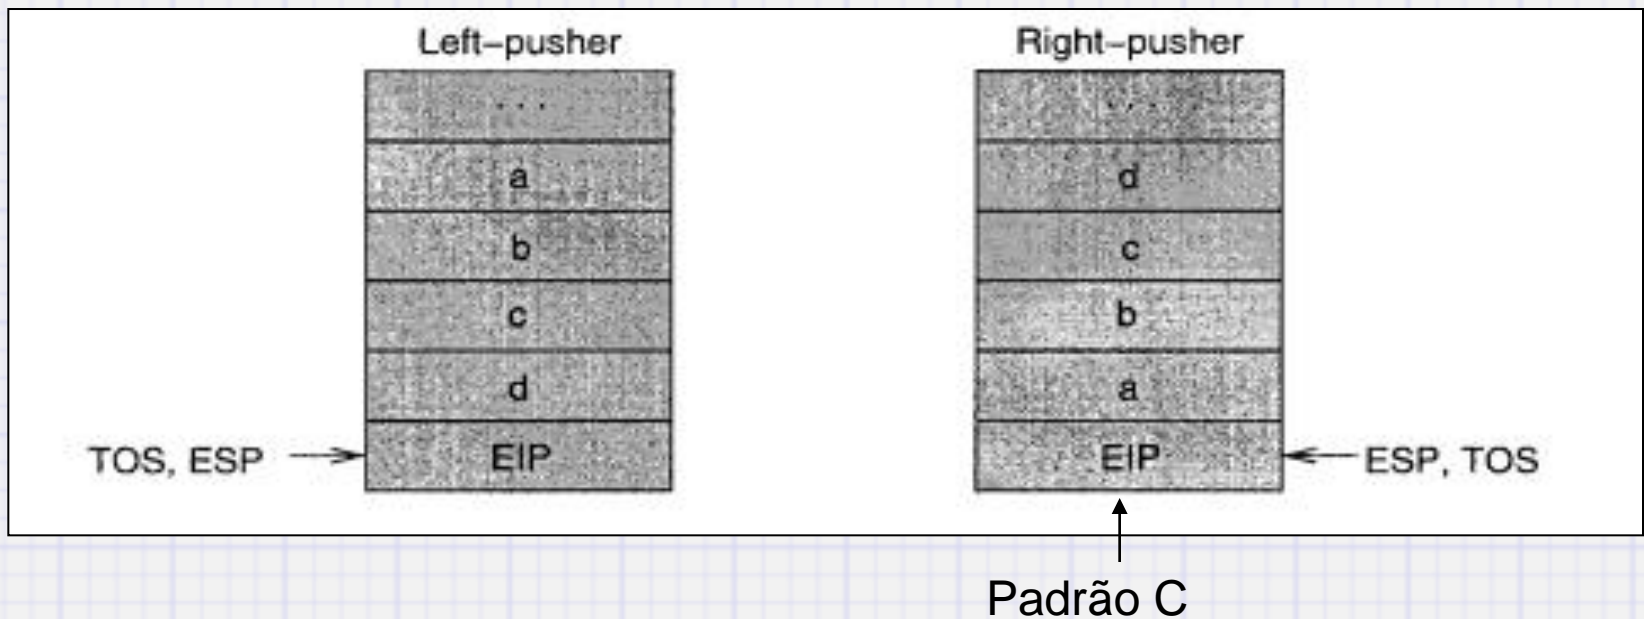 Left-pusher
...
a
b
c
d
EIP
TOS, ESP
Right-pusher
...
d
c
b
a
EIP
ESP, TOS
Padrão C